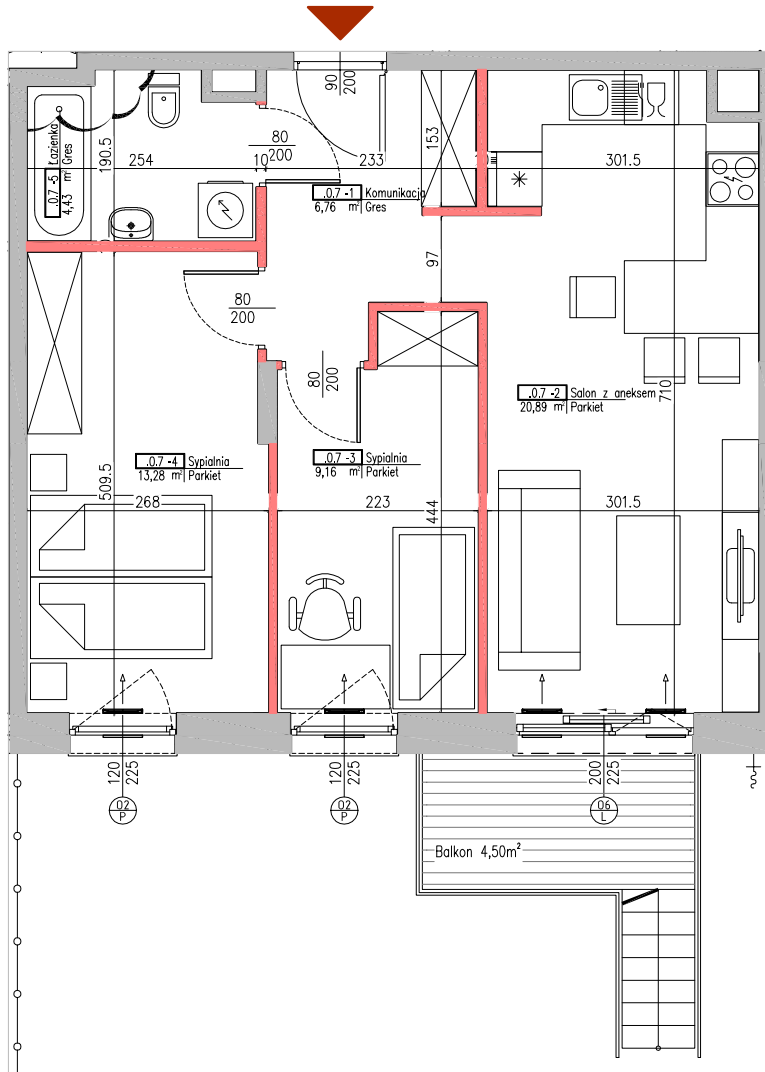 90
200
80
200
190.5
254
10
233
153
10
301.5
.0.7 -5 Łazienka
4,43 m² Gres
.0.7 -1 Komunikacja
6,76 m² Gres
97
80
200
80
200
.0.7 -2 Salon z aneksem
20,89 m² Parkiet
710
.0.7 -4 Sypialnia
13,28 m² Parkiet
.0.7 -3 Sypialnia
9,16 m² Parkiet
509.5
268
223
444
301.5
120
225
120
225
200
225
02
P
02
P
06
L
Balkon 4,50m²